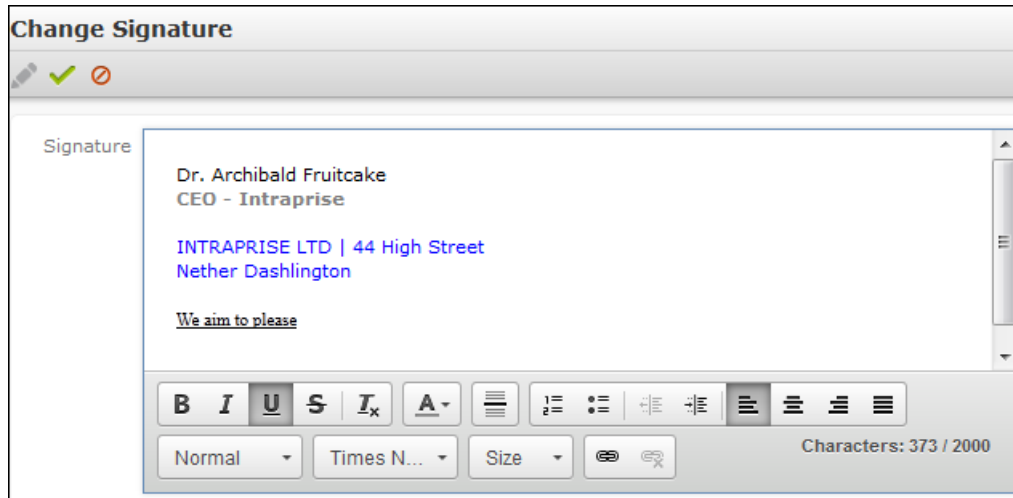 Change Signature
Signature
Dr. Archibald Fruitcake
CEO - Intraprise
INTRAPRISE LTD | 44 High Street
Nether Dashlington
We aim to please
B I U S Ix A
Normal Times N... Size Characters: 373 / 2000